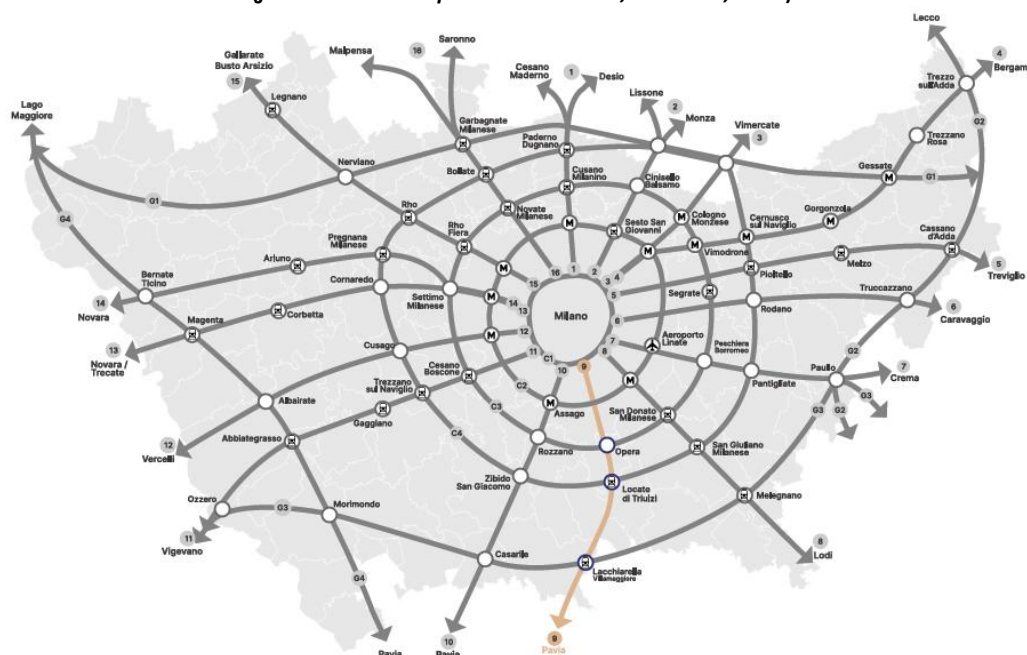 Lecco
4
Bergam
Saronno
16
Malpensa
Gallarate
Busto Arsizio
15
Cesano
Maderno
1
Desio
Trezzo
sull'Adda
Legnano
Lissone
2
Monza
Lago
Maggiore
Garbagnate
Milanese
Paderno
Dugnano
Vimercate
3
G2
Trezzano
Rosa
Nerviano
Bollate
Cusano
Milanino
Cinisello
Balsamo
Gessate
M
G1
G1
G4
Rho
Novate
Milanese
M
Sesto San
Giovanni
M
Cologno
Monzese
Cernusco
sul Naviglio
M
Gorgonzola
M
Cassano
d'Adda
Pregnana
Milanese
Rho
Fiera
M
M
Vimodrone
M
Arluno
Pioltello
Melzo
5
Treviglio
Bernate
Ticino
Cornaredo
Settimo
Milanese
M
16
1
2
3
4
15
14
13
5
Segrate
Rodano
Truccazzano
14
Novara
Corbetta
Milano
6
6
Caravaggio
Magenta
M
12
7
Aeroporto
Linate
Peschiera
Borromeo
13
Novara /
Trecate
Cusago
11
C1
10
9
8
G2
Cesano
Boscone
M
Pantigliate
Paullo
7
Crema
Trezzano
sul Naviglio
C2
G3
Albairate
M
C3
Assago
San Donato
Milanese
G3
G2
Gaggiano
C4
12
Vercelli
Abbiategrasso
Rozzano
Opera
San Giuliano
Milanese
Zibido
San Giacomo
Locate
di Triulzi
Melegnano
Ozzero
G3
Morimondo
11
Vigevano
8
Lodi
Casarile
Lacchiarella
Villamaggiore
G4
10
Pavia
9
Pavia
Pavia